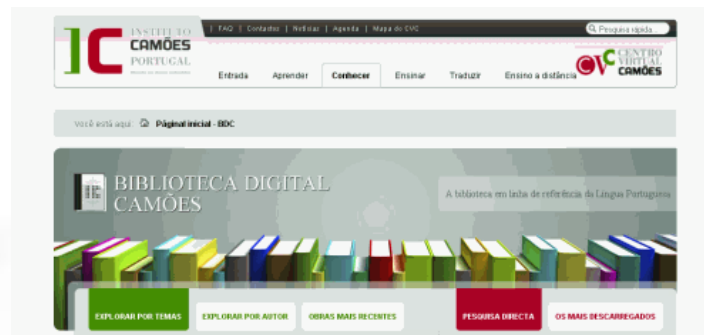 INSTITUTO
CAMÕES
PORTUGAL
FAQ | Contactos | Notícias | Agenda | Mapa do CVC
Pesquisa rápida...
Entrada Aprender Conhecer Ensinar Traduzir Ensino a distância
CVC CENTRO
VIRTUAL
CAMÕES
Você está aqui: Páginal inicial - BDC
BIBLIOTECA DIGITAL
CAMÕES
A biblioteca em linha de referência da Língua Portuguesa
EXPLORAR POR TEMAS EXPLORAR POR AUTOR OBRAS MAIS RECENTES PESQUISA DIRECTA OS MAIS DESCARREGADOS